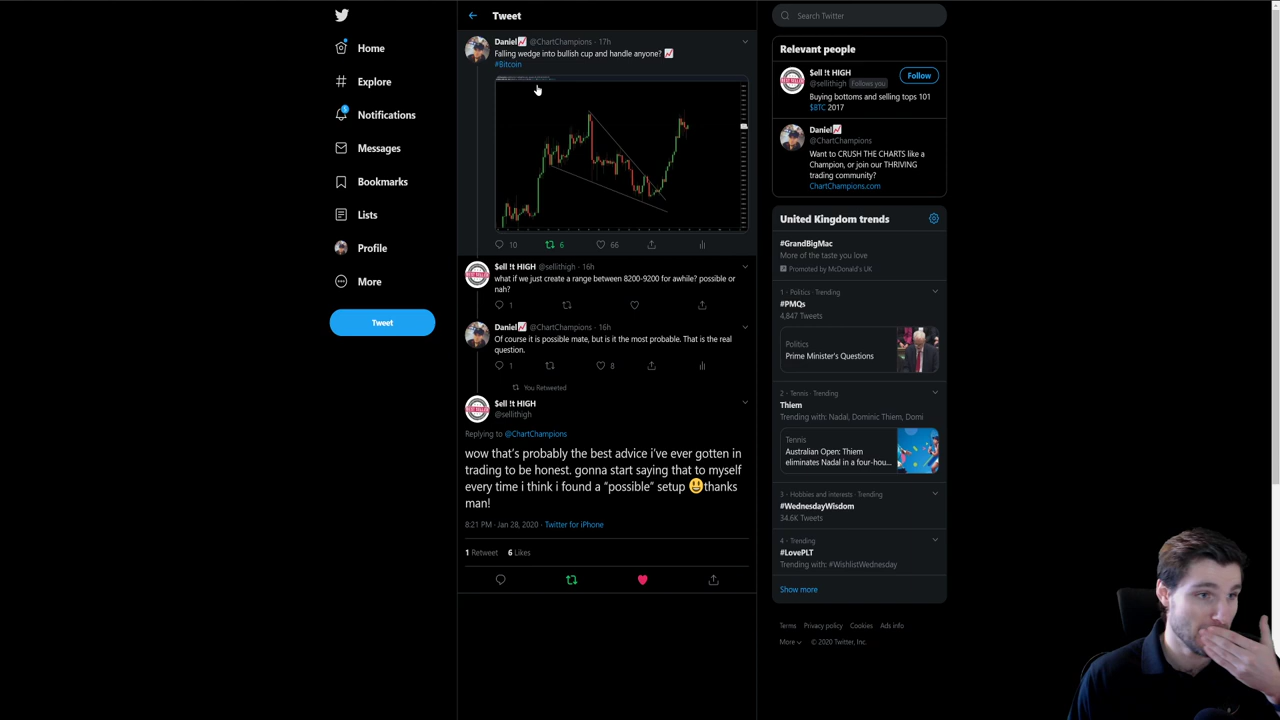 Home
Explore
Notifications
Messages
Bookmarks
Lists
Profile
More
Tweet
Tweet
Daniel📈 @ChartChampions · 17h
Falling wedge into bullish cup and handle anyone? 📈
#Bitcoin
10
6
66
$ell !t HIGH @sellithigh · 16h
what if we just create a range between 8200-9200 for awhile? possible or
nah?
1
Daniel📈 @ChartChampions · 16h
Of course it is possible mate, but is it the most probable. That is the real
question.
1
8
You Retweeted
$ell !t HIGH
@sellithigh
Replying to @ChartChampions
wow that's probably the best advice i've ever gotten in
trading to be honest. gonna start saying that to myself
every time i think i found a "possible" setup 😃thanks
man!
8:21 PM · Jan 28, 2020 · Twitter for iPhone
1 Retweet 6 Likes
Search Twitter
Relevant people
$ell !t HIGH
@sellithigh Follows you
Follow
Buying bottoms and selling tops 101
$BTC 2017
Daniel📈
@ChartChampions
Want to CRUSH THE CHARTS like a
Champion, or join our THRIVING
trading community?
ChartChampions.com
United Kingdom trends
#GrandBigMac
More of the taste you love
Promoted by McDonald's UK
1 · Politics · Trending
#PMQs
4,847 Tweets
Politics
Prime Minister's Questions
2 · Tennis · Trending
Thiem
Trending with: Nadal, Dominic Thiem, Domi
Tennis
Australian Open: Thiem
eliminates Nadal in a four-hou...
3 · Hobbies and interests · Trending
#WednesdayWisdom
34.6K Tweets
4 · Trending
#LovePLT
Trending with: #WishlistWednesday
Show more
Terms Privacy policy Cookies Ads info
More © 2020 Twitter, Inc.